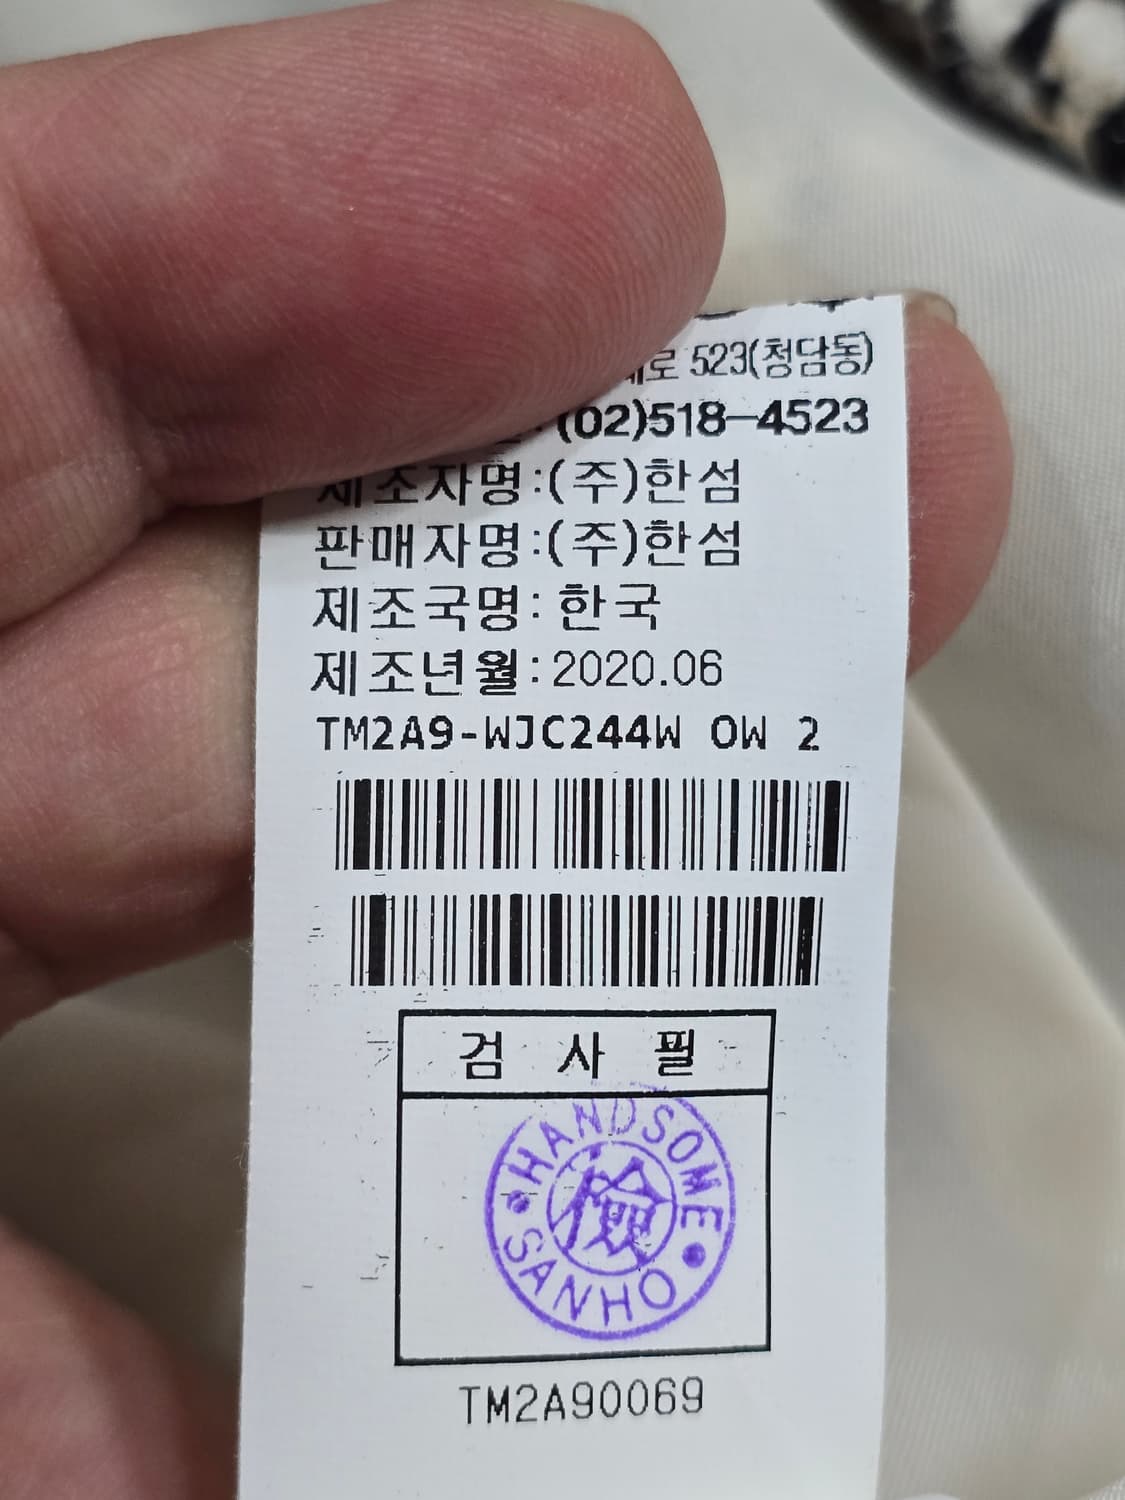 523(청담동)
(02)518-4523
제조자명:(주)한섬
판매자명:(주)한섬
제조국명: 한국
제조년월:2020.06
TM2A9-WJC244W OW 2
검 사 필
HANDSOME
檢
SANHO
TM2A90069